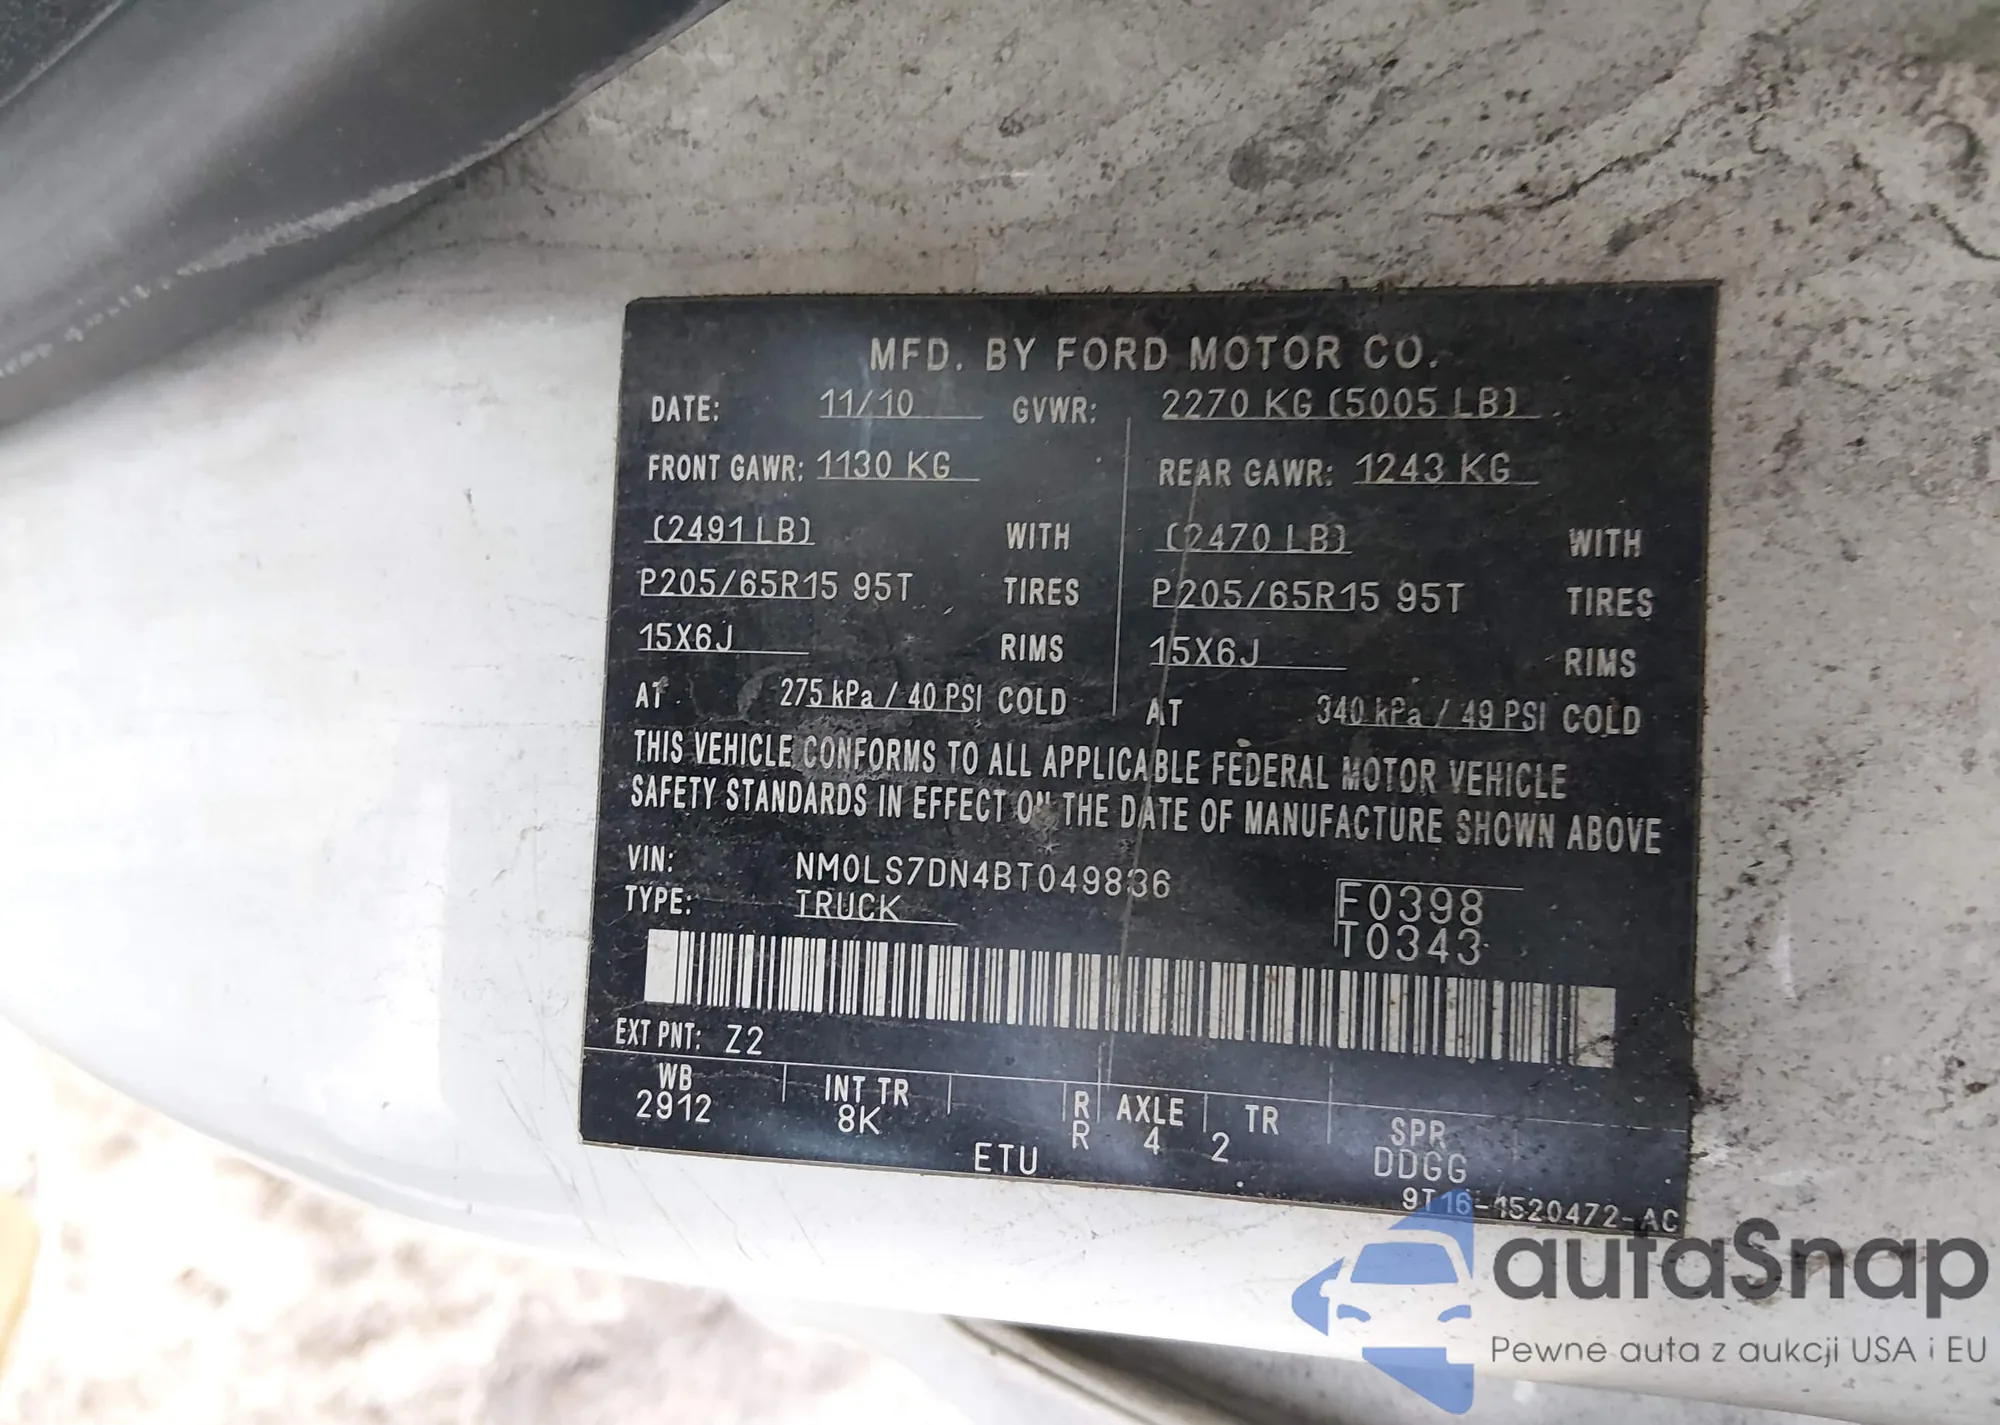 MFD. BY FORD MOTOR CO.
DATE: 11/10 GVWR: 2270 KG (5005 LB)
FRONT GAWR: 1130 KG REAR GAWR: 1243 KG
(2491 LB) WITH (2470 LB) WITH
P205/65R15 95T TIRES P205/65R15 95T TIRES
15X6J RIMS 15X6J RIMS
AT 275 kPa / 40 PSI COLD AT 340 kPa / 49 PSI COLD
THIS VEHICLE CONFORMS TO ALL APPLICABLE FEDERAL MOTOR VEHICLE
SAFETY STANDARDS IN EFFECT ON THE DATE OF MANUFACTURE SHOWN ABOVE
VIN: NM0LS7DN4BT049836
TYPE: TRUCK
F0398
T0343
EXT PNT: Z2
WB INT TR R AXLE TR SPR
2912 8K R 4 2 DDGG
ETU
9T16-1520472-AC
autaSnap
Pewne auta z aukcji USA i EU